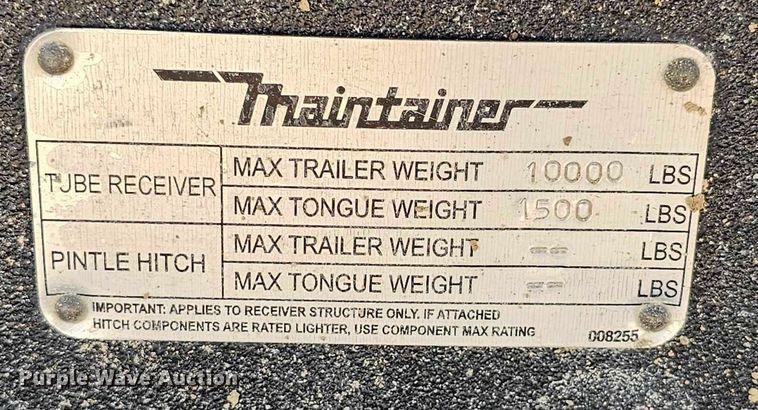 Maintainer
TUBE RECEIVER
MAX TRAILER WEIGHT 10000 LBS
MAX TONGUE WEIGHT 1500 LBS
PINTLE HITCH
MAX TRAILER WEIGHT -- LBS
MAX TONGUE WEIGHT -- LBS
IMPORTANT: APPLIES TO RECEIVER STRUCTURE ONLY. IF ATTACHED
HITCH COMPONENTS ARE RATED LIGHTER, USE COMPONENT MAX RATING
008255
Purple Wave Auction